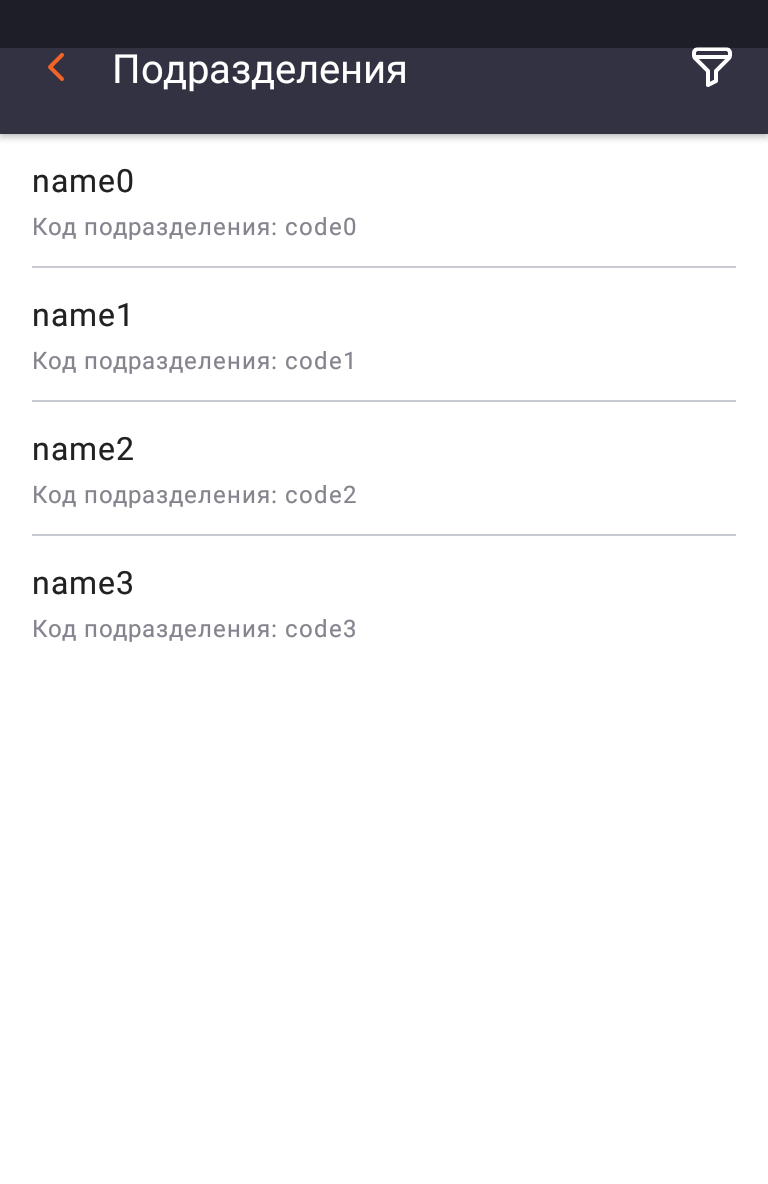 Подразделения
name0
Код подразделения: code0
name1
Код подразделения: code1
name2
Код подразделения: code2
name3
Код подразделения: code3